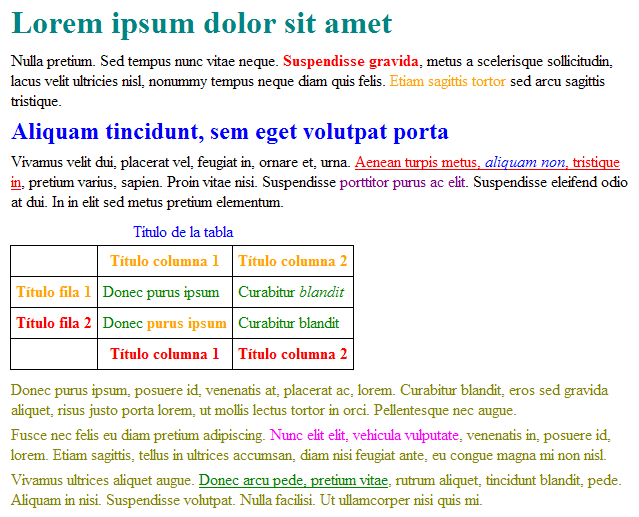 Lorem ipsum dolor sit amet
Nulla pretium. Sed tempus nunc vitae neque. Suspendisse gravida, metus a scelerisque sollicitudin,
lacus velit ultricies nisl, nonummy tempus neque diam quis felis. Etiam sagittis tortor sed arcu sagittis
tristique.
Aliquam tincidunt, sem eget volutpat porta
Vivamus velit dui, placerat vel, feugiat in, ornare et, urna. Aenean turpis metus, aliquam non, tristique
in, pretium varius, sapien. Proin vitae nisi. Suspendisse porttitor purus ac elit. Suspendisse eleifend odio
at dui. In in elit sed metus pretium elementum.
Título de la tabla
Título columna 1 Título columna 2
Título fila 1 Donec purus ipsum Curabitur blandit
Título fila 2 Donec purus ipsum Curabitur blandit
Título columna 1 Título columna 2
Donec purus ipsum, posuere id, venenatis at, placerat ac, lorem. Curabitur blandit, eros sed gravida
aliquet, risus justo porta lorem, ut mollis lectus tortor in orci. Pellentesque nec augue.
Fusce nec felis eu diam pretium adipiscing. Nunc elit elit, vehicula vulputate, venenatis in, posuere id,
lorem. Etiam sagittis, tellus in ultrices accumsan, diam nisi feugiat ante, eu congue magna mi non nisl.
Vivamus ultrices aliquet augue. Donec arcu pede, pretium vitae, rutrum aliquet, tincidunt blandit, pede.
Aliquam in nisi. Suspendisse volutpat. Nulla facilisi. Ut ullamcorper nisi quis mi.